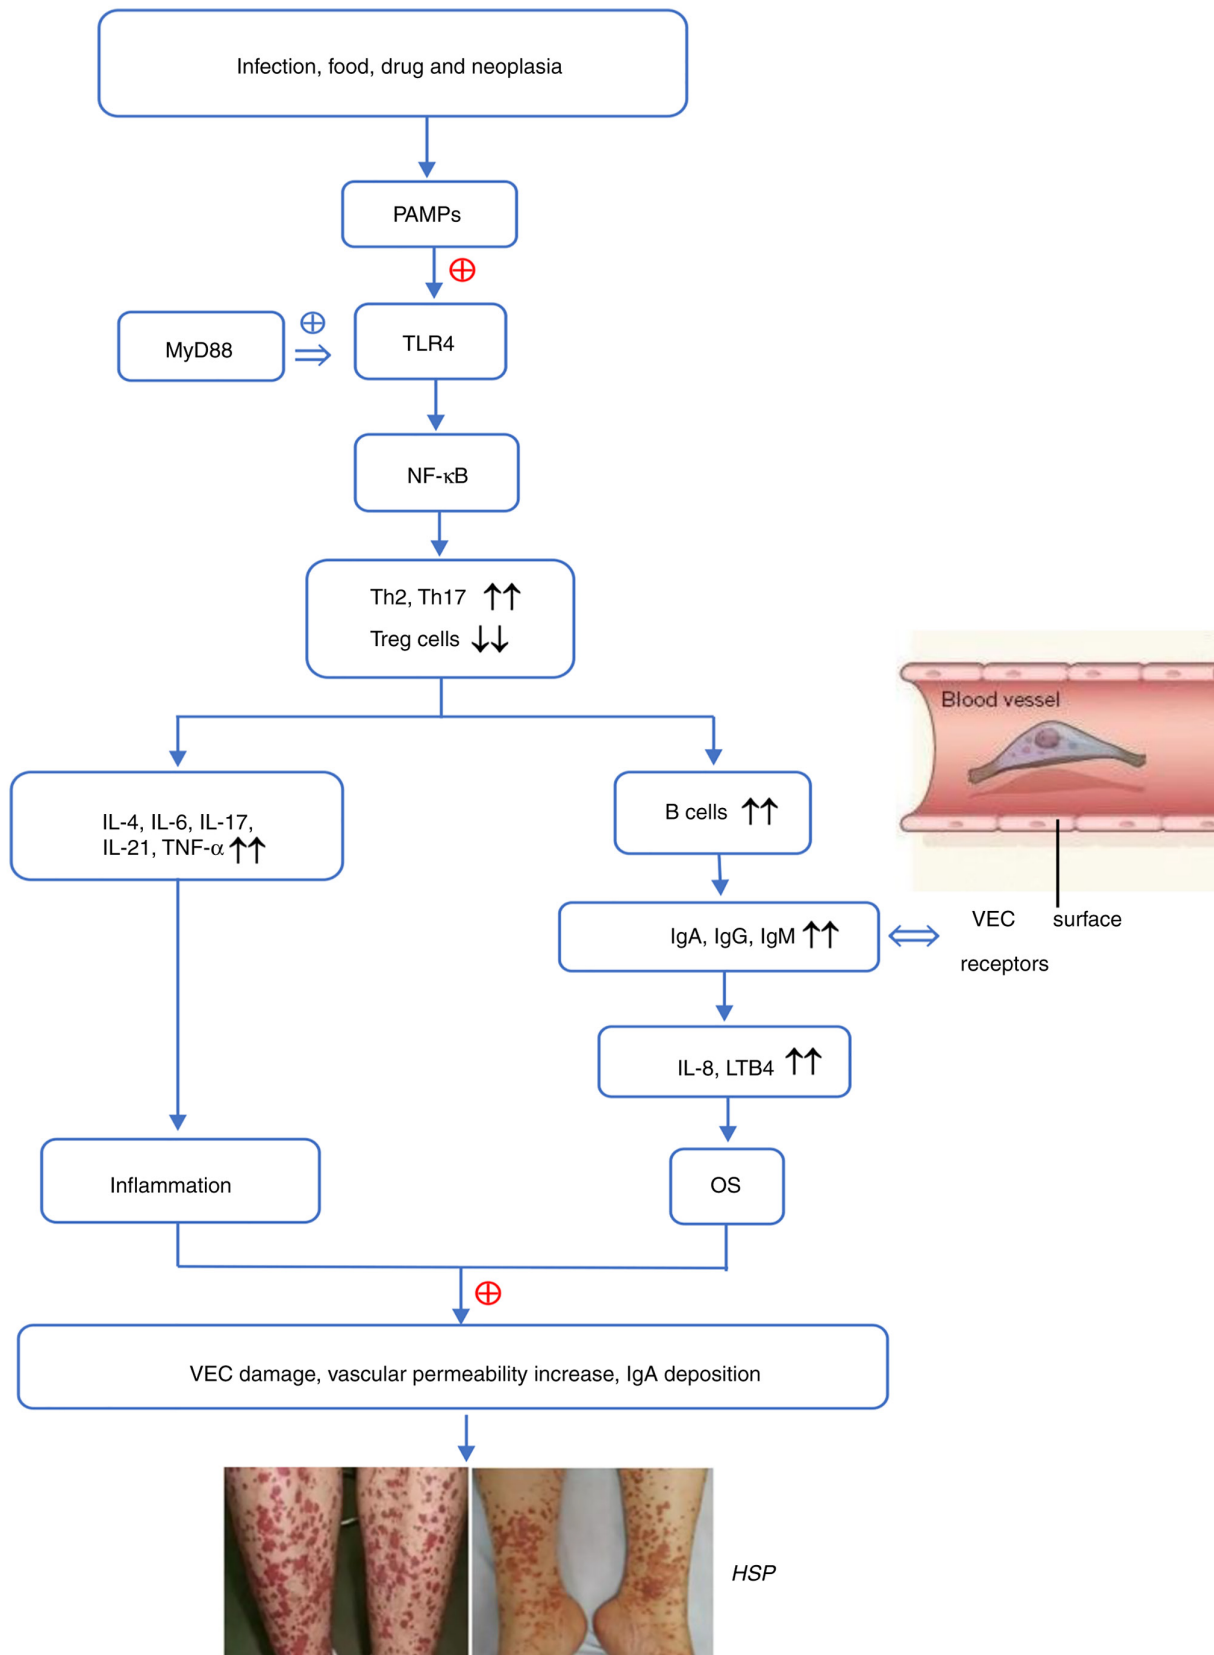 Infection, food, drug and neoplasia
PAMPs
⊕
⊕
MyD88
⇒
TLR4
NF-κB
Th2, Th17 ↑↑
Treg cells ↓↓
Blood vessel
IL-4, IL-6, IL-17,
IL-21, TNF-α ↑↑
B cells ↑↑
IgA, IgG, IgM ↑↑
⇔
VEC surface
receptors
IL-8, LTB4 ↑↑
Inflammation
OS
⊕
VEC damage, vascular permeability increase, IgA deposition
HSP